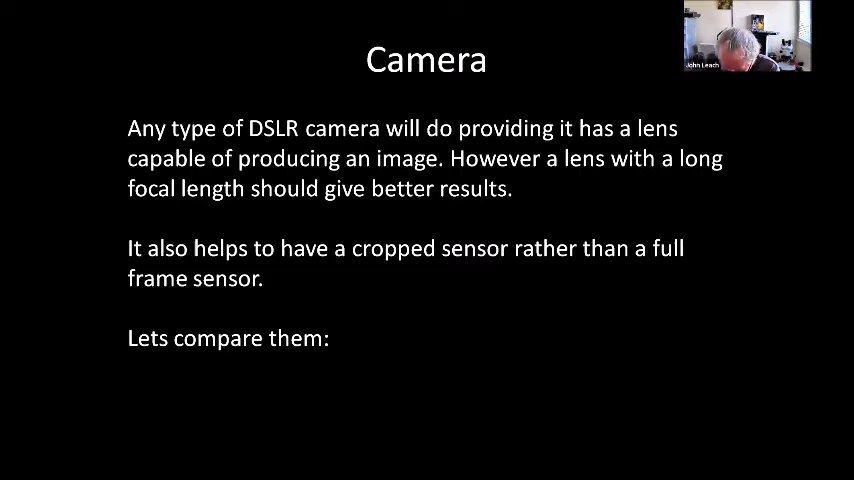 Camera
John Leach
Any type of DSLR camera will do providing it has a lens
capable of producing an image. However a lens with a long
focal length should give better results.
It also helps to have a cropped sensor rather than a full
frame sensor.
Lets compare them: